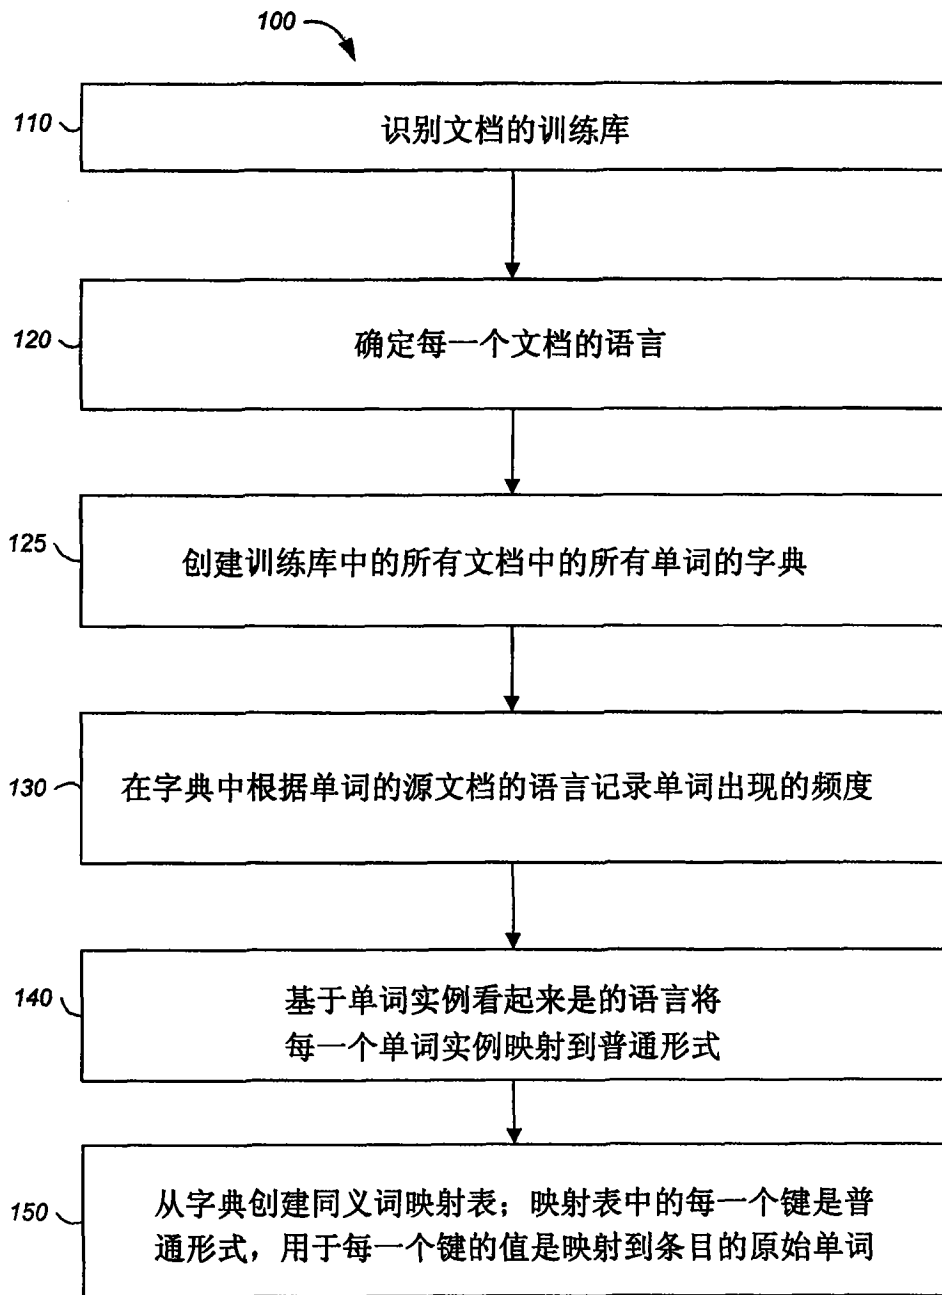 100
110
识别文档的训练库
120
确定每一个文档的语言
125
创建训练库中的所有文档中的所有单词的字典
130
在字典中根据单词的源文档的语言记录单词出现的频度
140
基于单词实例看起来是的语言将
每一个单词实例映射到普通形式
150
从字典创建同义词映射表；映射表中的每一个键是普
通形式，用于每一个键的值是映射到条目的原始单词